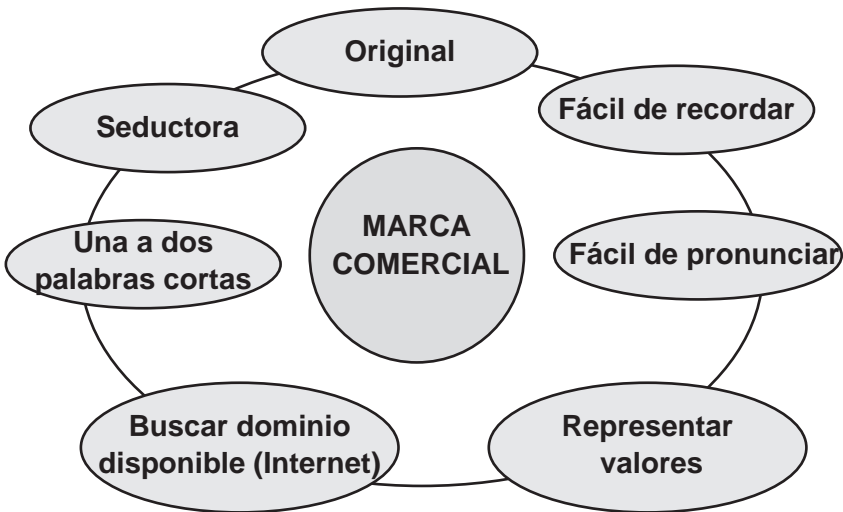 Original
Fácil de recordar
Seductora
MARCA
COMERCIAL
Una a dos
palabras cortas
Fácil de pronunciar
Buscar dominio
disponible (Internet)
Representar
valores